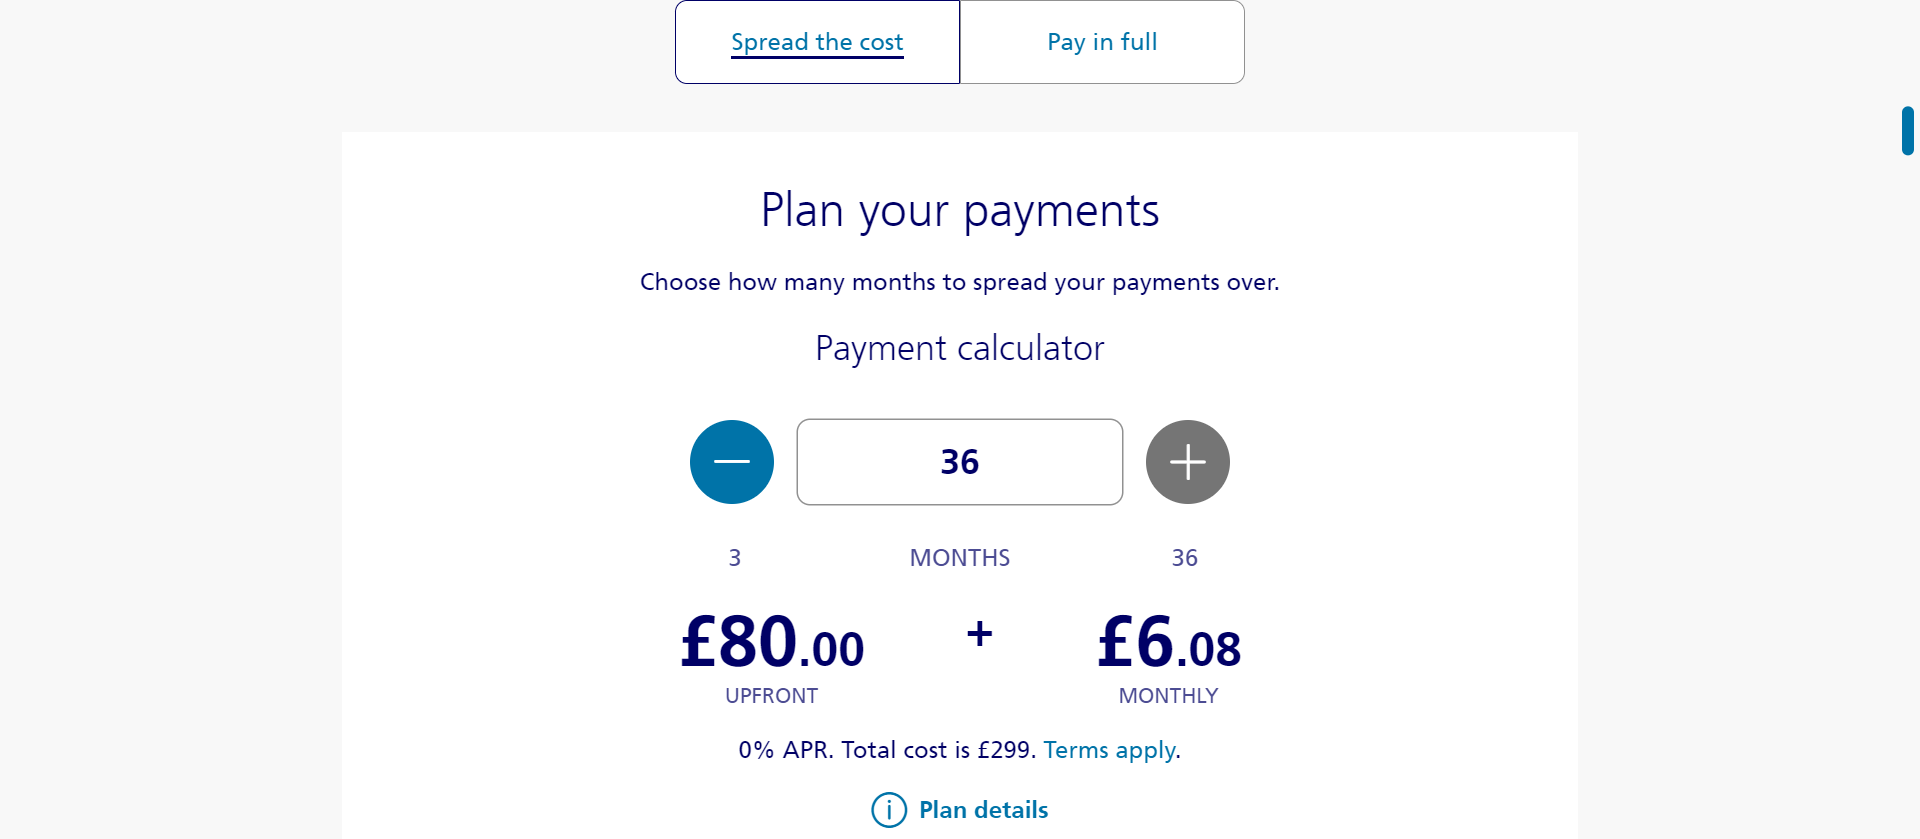 Spread the cost
Pay in full
Plan your payments
Choose how many months to spread your payments over.
Payment calculator
36
3 MONTHS 36
£80.00 + £6.08
UPFRONT MONTHLY
0% APR. Total cost is £299. Terms apply.
Plan details